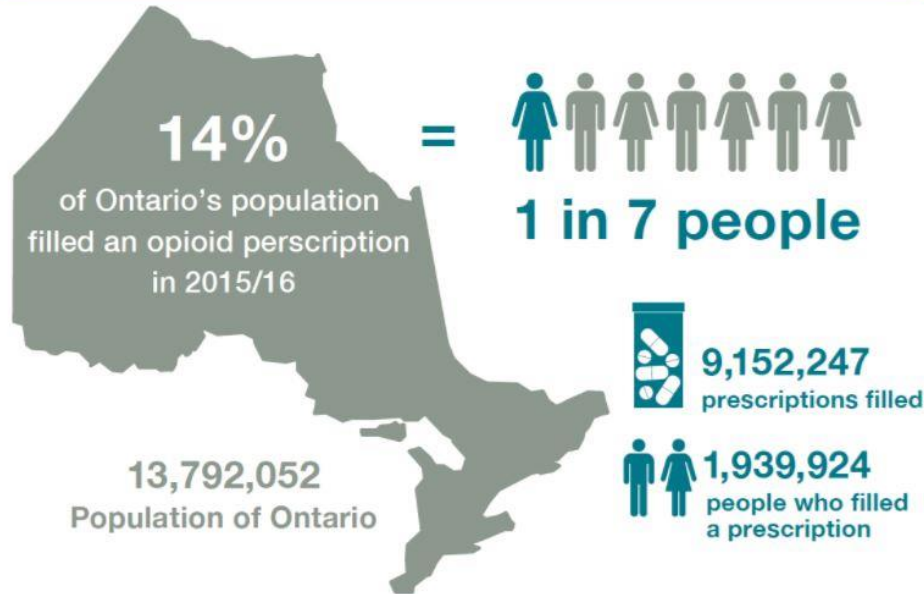 14%
of Ontario's population
filled an opioid perscription
in 2015/16
=
1 in 7 people
9,152,247
prescriptions filled
1,939,924
people who filled
a prescription
13,792,052
Population of Ontario